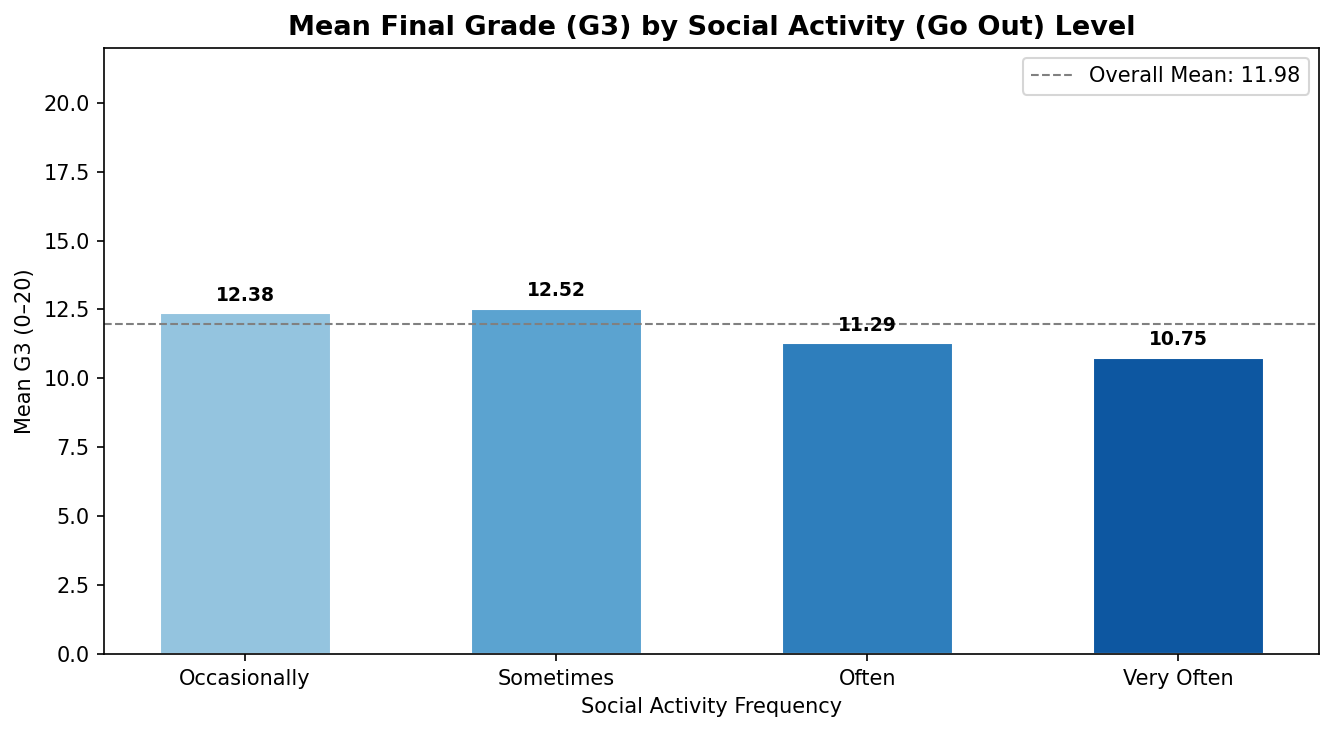 Mean Final Grade (G3) by Social Activity (Go Out) Level
Overall Mean: 11.98
Mean G3 (0–20)
20.0
17.5
15.0
12.5
10.0
7.5
5.0
2.5
0.0
12.38
12.52
11.29
10.75
Occasionally
Sometimes
Often
Very Often
Social Activity Frequency